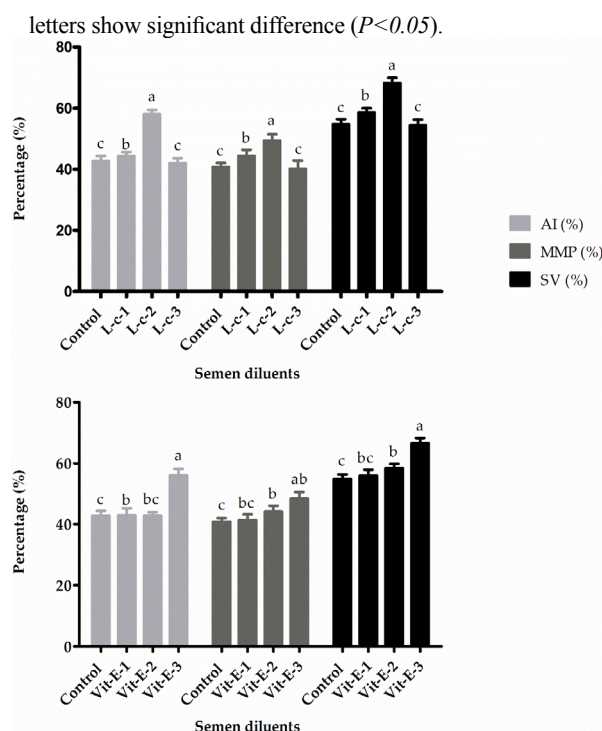 letters show significant difference (P<0.05).
80
a
60
c b c
a
b
c b c
a
c b c
40
20
0
Percentage (%)
Control L-c-1 L-c-2 L-c-3 Control L-c-1 L-c-2 L-c-3 Control L-c-1 L-c-2 L-c-3
Semen diluents
AI (%)
MMP (%)
SV (%)
80
a
c bc b
60
a
c b bc
c bc b ab
40
20
0
Percentage (%)
Control Vit-E-1 Vit-E-2 Vit-E-3 Control Vit-E-1 Vit-E-2 Vit-E-3 Control Vit-E-1 Vit-E-2 Vit-E-3
Semen diluents